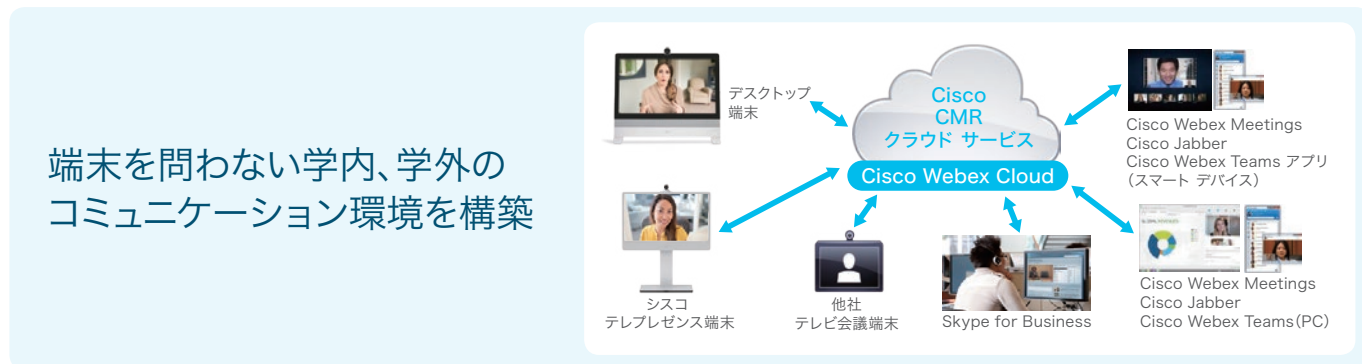 端末を問わない学内、学外の
コミュニケーション環境を構築
デスクトップ
端末
Cisco
CMR
クラウド サービス
Cisco Webex Cloud
Cisco Webex Meetings
Cisco Jabber
Cisco Webex Teams アプリ
（スマート デバイス）
シスコ
テレプレゼンス端末
他社
テレビ会議端末
Skype for Business
Cisco Webex Meetings
Cisco Jabber
Cisco Webex Teams（PC）